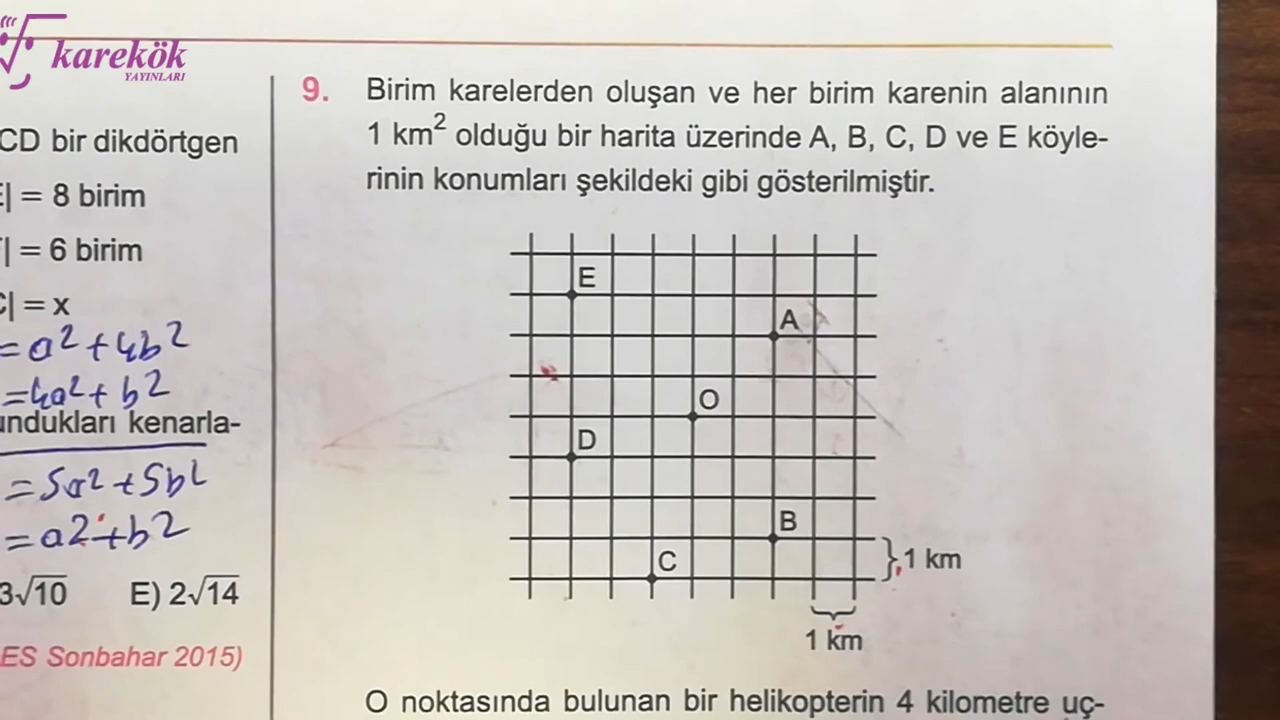 karekök
YAYINLARI
CD bir dikdörtgen
| = 8 birim
| = 6 birim
| = x
= a² + 4b²
= 4a² + b²
undukları kenarla-
= 5a² + 5b²
= a² + b²
3√10 E) 2√14
ES Sonbahar 2015)
9. Birim karelerden oluşan ve her birim karenin alanının
1 km² olduğu bir harita üzerinde A, B, C, D ve E köyle-
rinin konumları şekildeki gibi gösterilmiştir.
E
A
O
D
B
C
1 km
1 km
O noktasında bulunan bir helikopterin 4 kilometre uç-